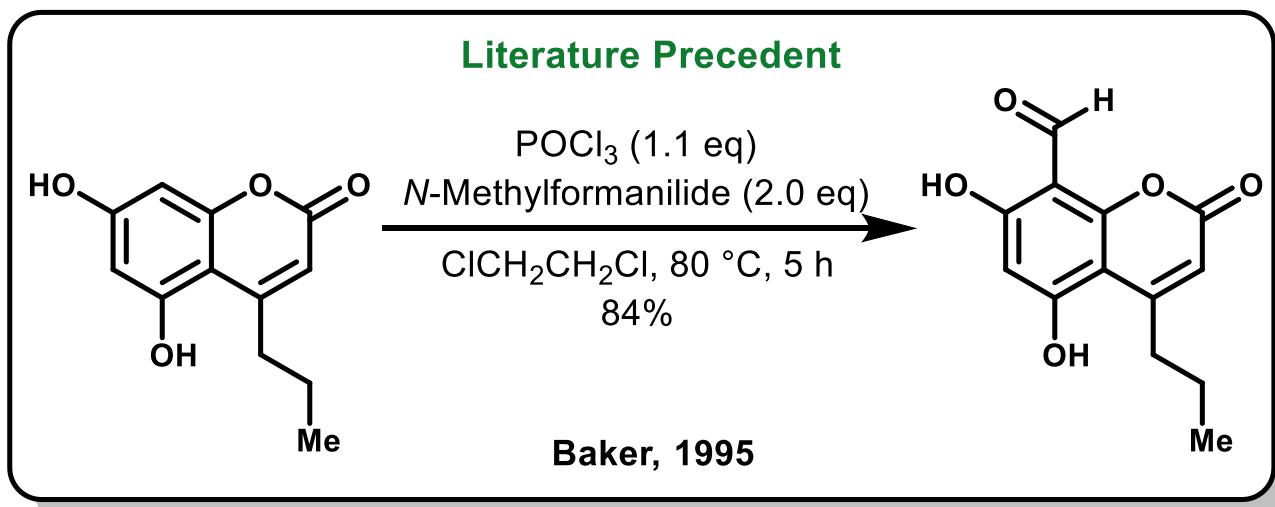 Literature Precedent
POCl3 (1.1 eq)
N-Methylformanilide (2.0 eq)
ClCH2CH2Cl, 80 °C, 5 h
84%
HO
O
O
OH
Me
O
H
HO
O
O
OH
Me
Baker, 1995